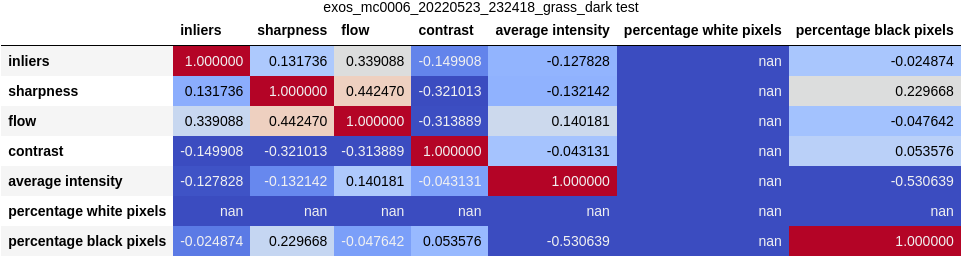 exos_mc0006_20220523_232418_grass_dark test
inliers sharpness flow contrast average intensity percentage white pixels percentage black pixels
inliers 1.000000 0.131736 0.339088 -0.149908 -0.127828 nan -0.024874
sharpness 0.131736 1.000000 0.442470 -0.321013 -0.132142 nan 0.229668
flow 0.339088 0.442470 1.000000 -0.313889 0.140181 nan -0.047642
contrast -0.149908 -0.321013 -0.313889 1.000000 -0.043131 nan 0.053576
average intensity -0.127828 -0.132142 0.140181 -0.043131 1.000000 nan -0.530639
percentage white pixels nan nan nan nan nan nan nan
percentage black pixels -0.024874 0.229668 -0.047642 0.053576 -0.530639 nan 1.000000